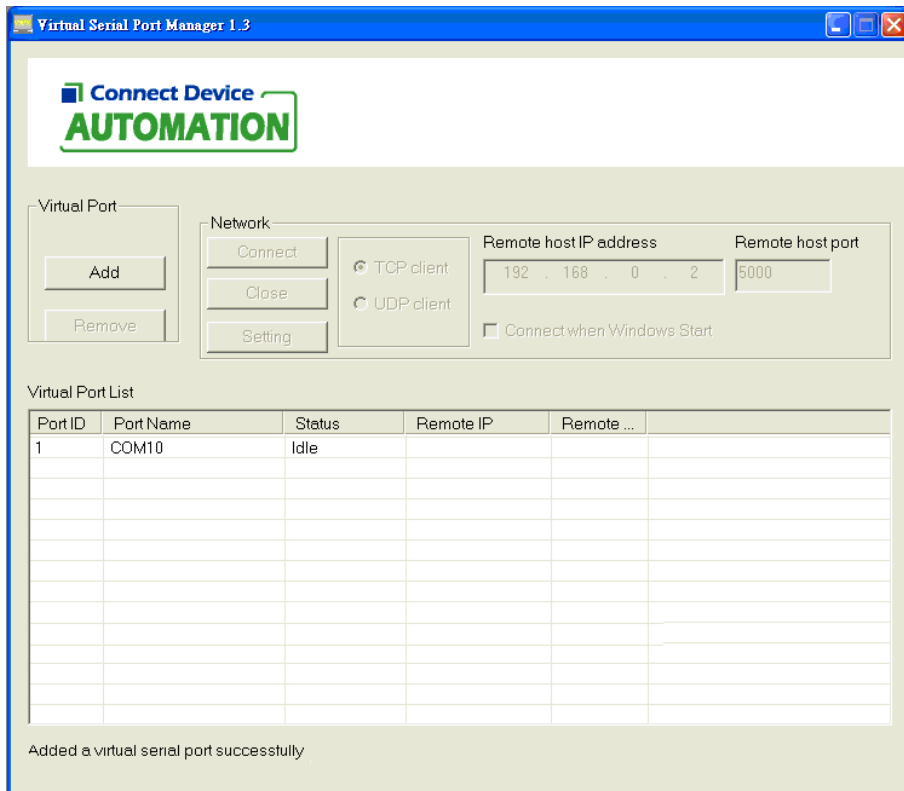 Virtual Serial Port Manager 1.3
Connect Device
AUTOMATION
Virtual Port
Add
Remove
Network
Connect
Close
Setting
TCP client
UDP client
Remote host IP address
192 . 168 . 0 . 2
Remote host port
5000
Connect when Windows Start
Virtual Port List
Port ID Port Name Status Remote IP Remote ...
1 COM10 Idle
Added a virtual serial port successfully